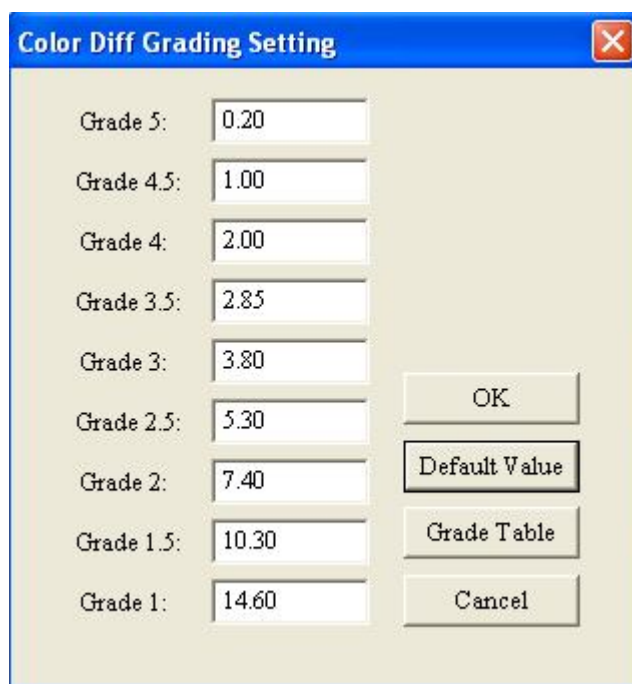 Color Diff Grading Setting
Grade 5: 0.20
Grade 4.5: 1.00
Grade 4: 2.00
Grade 3.5: 2.85
Grade 3: 3.80
Grade 2.5: 5.30
Grade 2: 7.40
Grade 1.5: 10.30
Grade 1: 14.60
OK
Default Value
Grade Table
Cancel